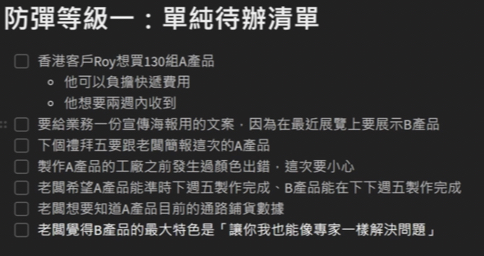 防彈等級一：單純待辦清單
香港客戶Roy想買130組A產品
他可以負擔快遞費用
他想要兩週內收到
要給業務一份宣傳海報用的文案，因為在最近展覽上要展示B產品
下個禮拜五要跟老闆簡報這次的A產品
製作A產品的工廠之前發生過顏色出錯，這次要小心
老闆希望A產品能準時下週五製作完成、B產品能在下下週五製作完成
老闆想要知道A產品目前的通路鋪貨數據
老闆覺得B產品的最大特色是「讓你我也能像專家一樣解決問題」